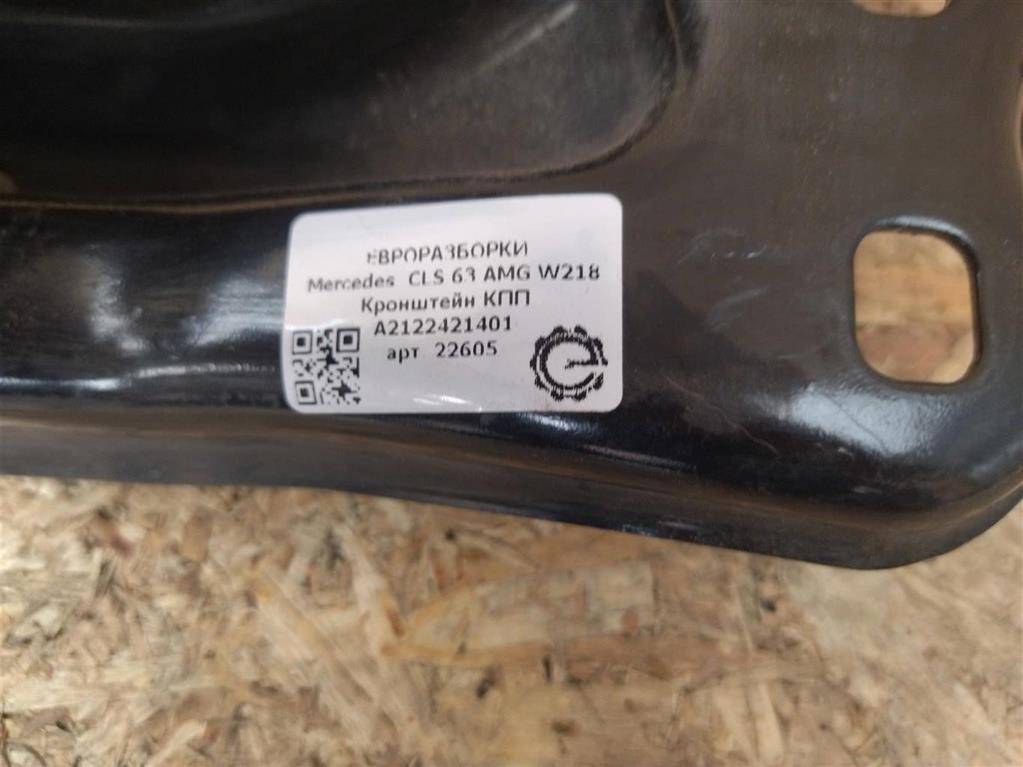 ЕВРОРАЗБОРКИ
Mercedes CLS 63 AMG W218
Кронштейн КПП
A2122421401
арт 22605